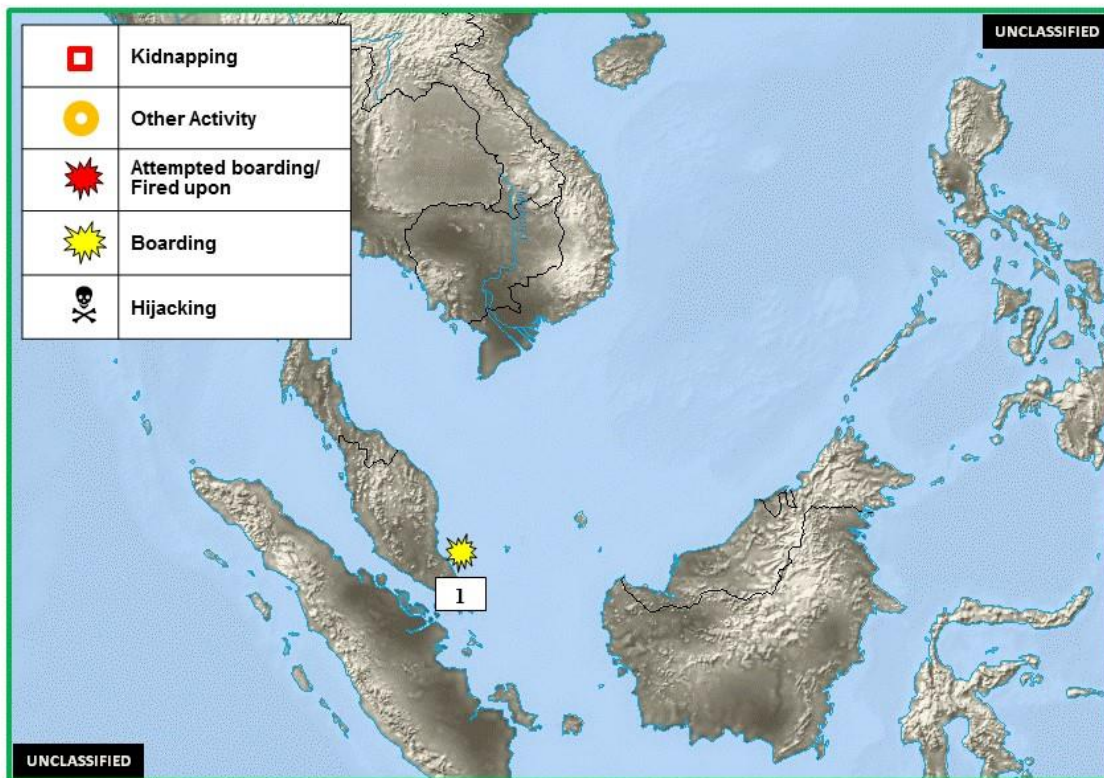 UNCLASSIFIED
Kidnapping
Other Activity
Attempted boarding/
Fired upon
Boarding
Hijacking
1
UNCLASSIFIED